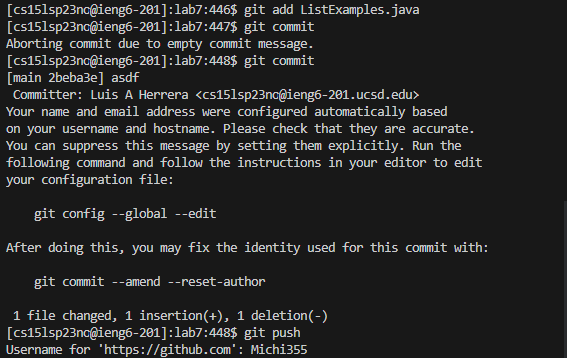 [cs15lsp23nc@ieng6-201]:lab7:446$ git add ListExamples.java
[cs15lsp23nc@ieng6-201]:lab7:447$ git commit
Aborting commit due to empty commit message.
[cs15lsp23nc@ieng6-201]:lab7:448$ git commit
[main 2beba3e] asdf
 Committer: Luis A Herrera <cs15lsp23nc@ieng6-201.ucsd.edu>
Your name and email address were configured automatically based
on your username and hostname. Please check that they are accurate.
You can suppress this message by setting them explicitly. Run the
following command and follow the instructions in your editor to edit
your configuration file:

    git config --global --edit

After doing this, you may fix the identity used for this commit with:

    git commit --amend --reset-author

 1 file changed, 1 insertion(+), 1 deletion(-)
[cs15lsp23nc@ieng6-201]:lab7:448$ git push
Username for 'https://github.com': Michi355